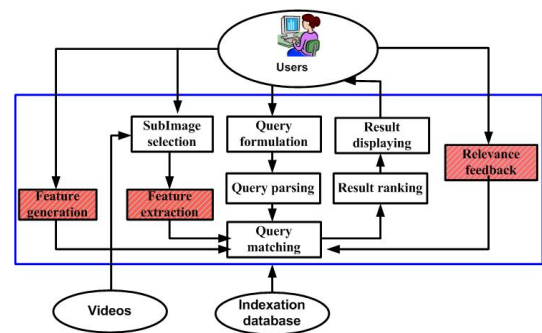 Users
SubImage
selection
Query
formulation
Result
displaying
Relevance
feedback
Feature
generation
Feature
extraction
Query parsing
Result ranking
Query
matching
Videos
Indexation
database